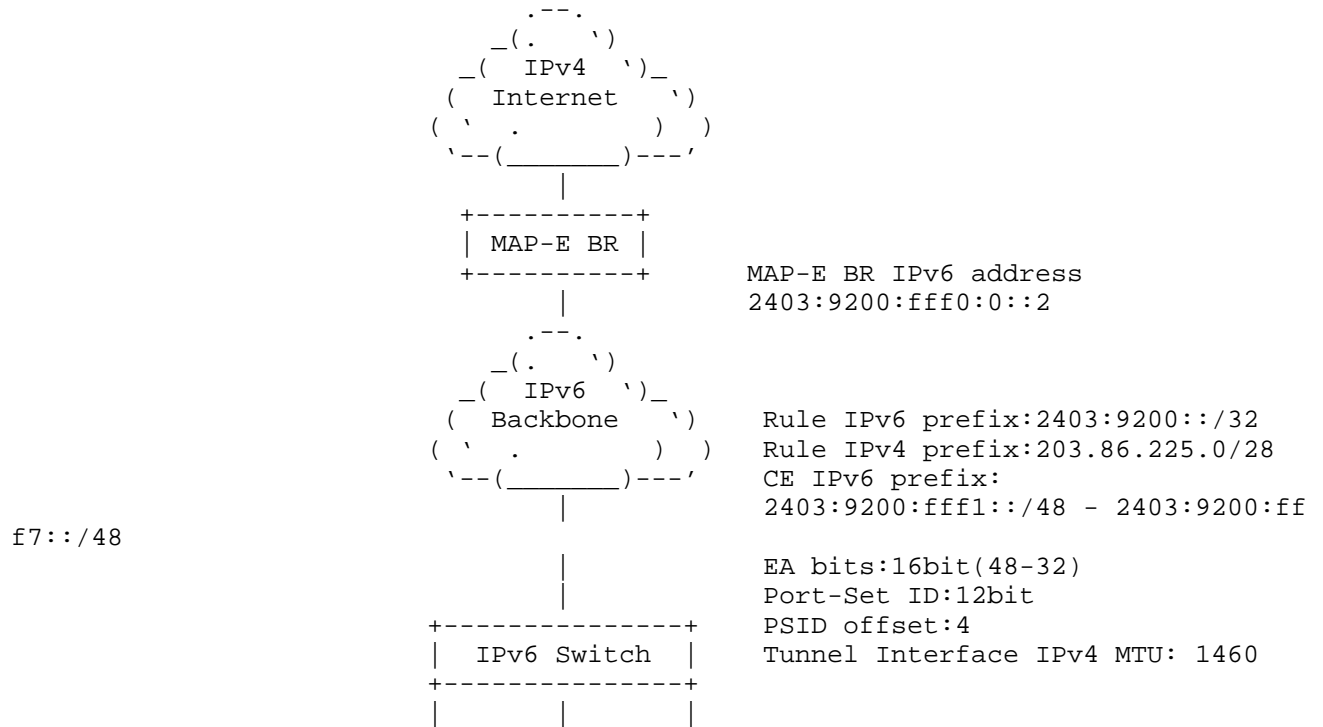 IPv4
Internet
MAP-E BR
MAP-E BR IPv6 address
2403:9200:fff0:0::2
IPv6
Backbone
Rule IPv6 prefix:2403:9200::/32
Rule IPv4 prefix:203.86.225.0/28
CE IPv6 prefix:
2403:9200:fff1::/48 - 2403:9200:ff
f7::/48
EA bits:16bit(48-32)
Port-Set ID:12bit
PSID offset:4
IPv6 Switch
Tunnel Interface IPv4 MTU: 1460